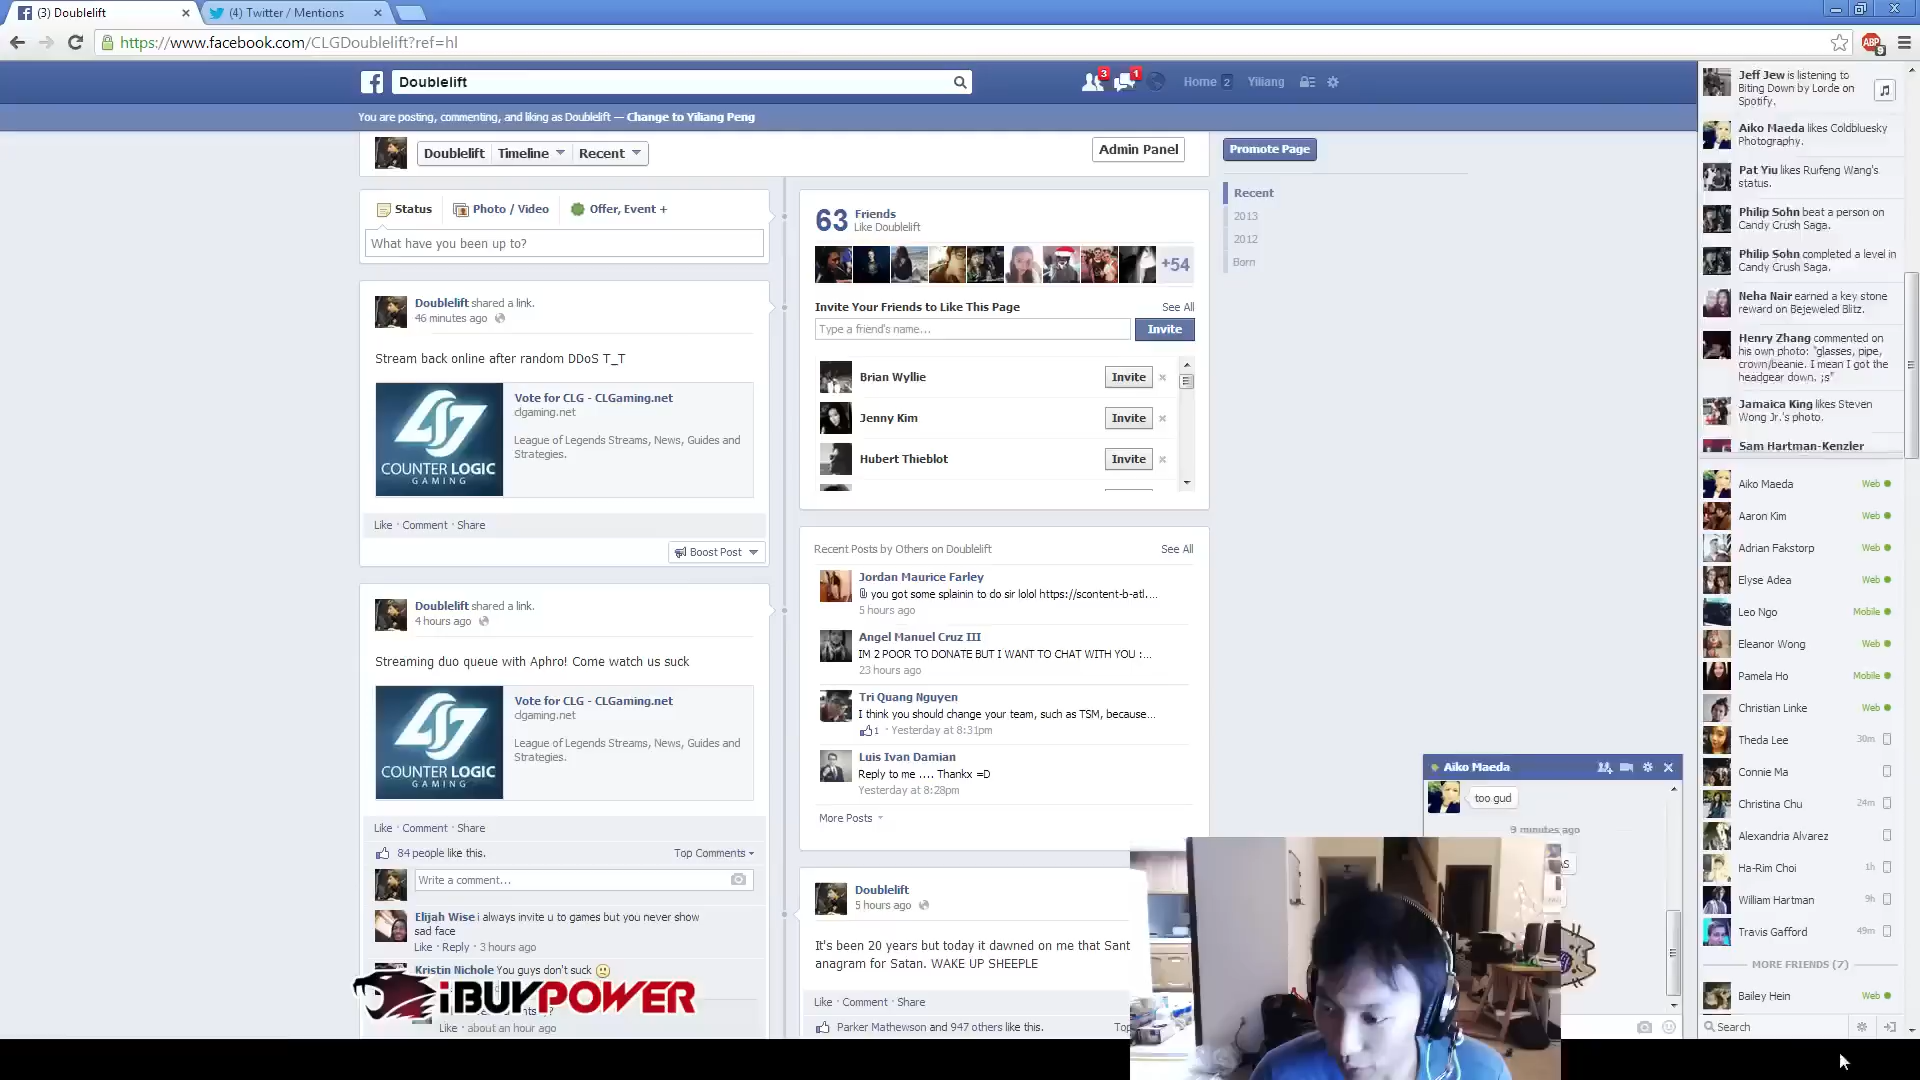 (3) Doublelift
(4) Twitter / Mentions
https://www.facebook.com/CLGDoublelift?ref=hl
ABP
9
Doublelift
3
1
Home 2
Yiliang
You are posting, commenting, and liking as Doublelift — Change to Yiliang Peng
Doublelift
Timeline
Recent
Admin Panel
Promote Page
Recent
2013
2012
Born
Status
Photo / Video
Offer, Event +
What have you been up to?
Doublelift shared a link.
46 minutes ago
Stream back online after random DDoS T_T
COUNTER LOGIC
GAMING
Vote for CLG - CLGaming.net
clgaming.net
League of Legends Streams, News, Guides and
Strategies.
Like · Comment · Share
Boost Post
Doublelift shared a link.
4 hours ago
Streaming duo queue with Aphro! Come watch us suck
COUNTER LOGIC
GAMING
Vote for CLG - CLGaming.net
clgaming.net
League of Legends Streams, News, Guides and
Strategies.
Like · Comment · Share
84 people like this.
Top Comments
Write a comment...
Elijah Wise i always invite u to games but you never show
sad face
Like · Reply · 3 hours ago
Kristin Nichole You guys don't suck
iBUYPOWER
Like · about an hour ago
63 Friends
Like Doublelift
+54
Invite Your Friends to Like This Page
See All
Type a friend's name...
Invite
Brian Wyllie
Invite
Jenny Kim
Invite
Hubert Thieblot
Invite
Recent Posts by Others on Doublelift
See All
Jordan Maurice Farley
you got some splainin to do sir lolol https://scontent-b-atl....
5 hours ago
Angel Manuel Cruz III
IM 2 POOR TO DONATE BUT I WANT TO CHAT WITH YOU :...
23 hours ago
Tri Quang Nguyen
I think you should change your team, such as TSM, because...
1 · Yesterday at 8:31pm
Luis Ivan Damian
Reply to me .... Thankx =D
Yesterday at 8:28pm
More Posts
Doublelift
5 hours ago
It's been 20 years but today it dawned on me that Sant
anagram for Satan. WAKE UP SHEEPLE
Like · Comment · Share
Parker Mathewson and 947 others like this.
Top
Aiko Maeda
too gud
9 minutes ago
Jeff Jew is listening to
Biting Down by Lorde on
Spotify.
Aiko Maeda likes Coldbluesky
Photography.
Pat Yiu likes Ruifeng Wang's
status.
Philip Sohn beat a person on
Candy Crush Saga.
Philip Sohn completed a level in
Candy Crush Saga.
Neha Nair earned a key stone
reward on Bejeweled Blitz.
Henry Zhang commented on
his own photo: "glasses, pipe,
crown/beanie. I mean I got the
headgear down. ;s"
Jamaica King likes Steven
Wong Jr.'s photo.
Sam Hartman-Kenzler
Aiko Maeda Web
Aaron Kim Web
Adrian Fakstorp Web
Elyse Adea Web
Leo Ngo Mobile
Eleanor Wong Web
Pamela Ho Mobile
Christian Linke Web
Theda Lee 30m
Connie Ma
Christina Chu 24m
Alexandria Alvarez
Ha-Rim Choi 1h
William Hartman 9h
Travis Gafford 49m
MORE FRIENDS (7)
Bailey Hein Web
Search